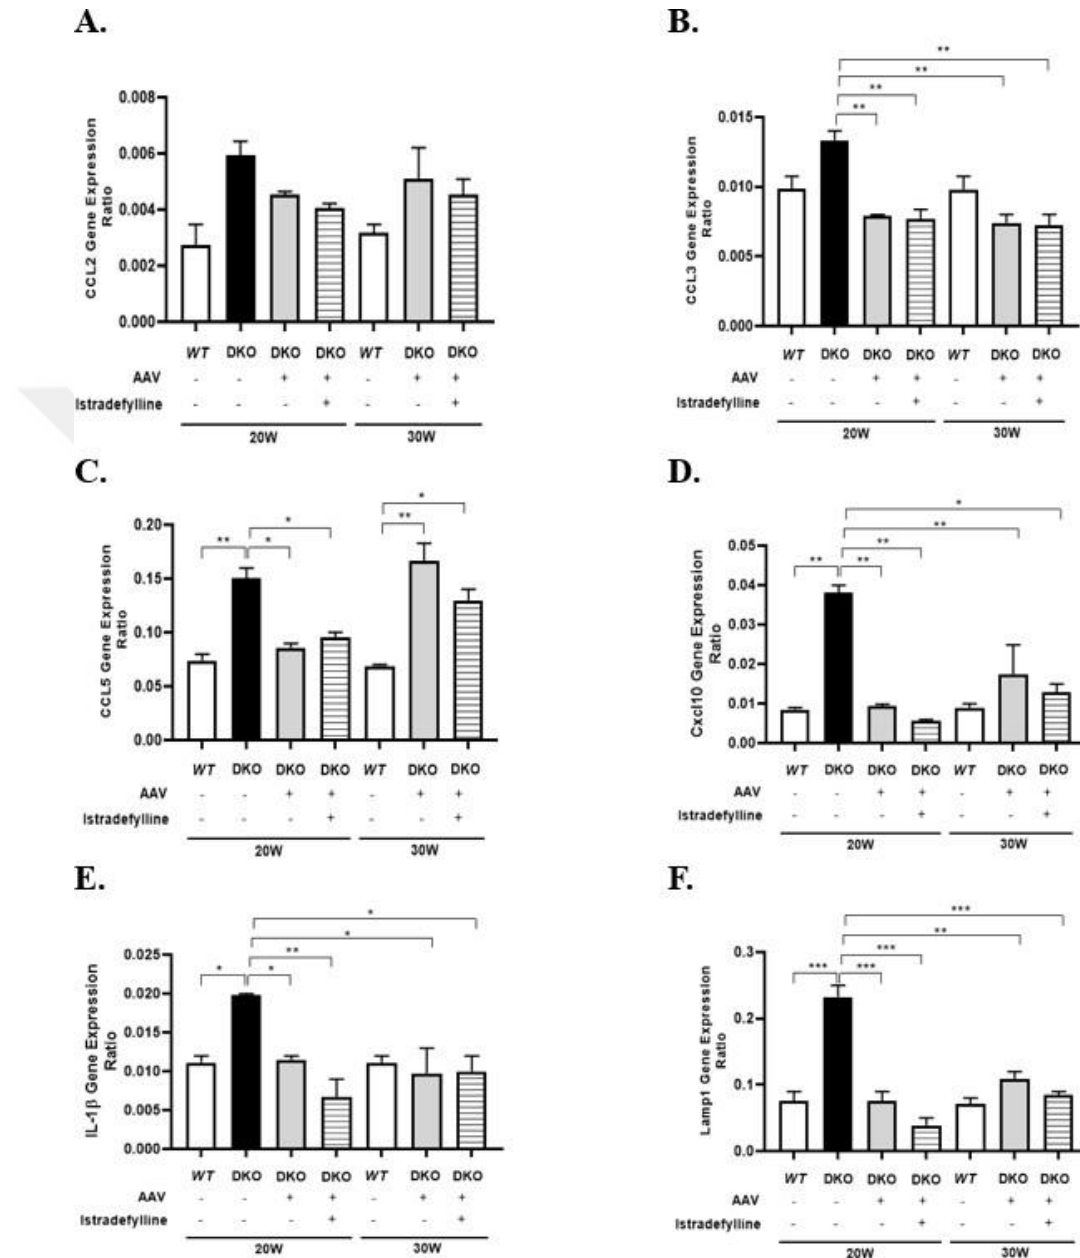 A.
0.008
0.006
0.004
0.002
0.000
CCL2 Gene Expression
Ratio
WT DKO DKO DKO WT DKO DKO
AAV - - + + - + +
Istradefylline - - - + - - +
20W 30W
B.
** 
**
**
**
0.015
0.010
0.005
0.000
CCL3 Gene Expression
Ratio
WT DKO DKO DKO WT DKO DKO
AAV - - + + - + +
Istradefylline - - - + - - +
20W 30W
C.
*
* **
** *
0.20
0.15
0.10
0.05
0.00
CCL5 Gene Expression
Ratio
WT DKO DKO DKO WT DKO DKO
AAV - - + + - + +
Istradefylline - - - + - - +
20W 30W
D.
*
**
**
** **
0.05
0.04
0.03
0.02
0.01
0.00
Cxcl10 Gene Expression
Ratio
WT DKO DKO DKO WT DKO DKO
AAV - - + + - + +
Istradefylline - - - + - - +
20W 30W
E.
*
*
**
* *
0.025
0.020
0.015
0.010
0.005
0.000
IL-1β Gene Expression
Ratio
WT DKO DKO DKO WT DKO DKO
AAV - - + + - + +
Istradefylline - - - + - - +
20W 30W
F.
***
**
***
*** ***
0.3
0.2
0.1
0.0
Lamp1 Gene Expression
Ratio
WT DKO DKO DKO WT DKO DKO
AAV - - + + - + +
Istradefylline - - - + - - +
20W 30W